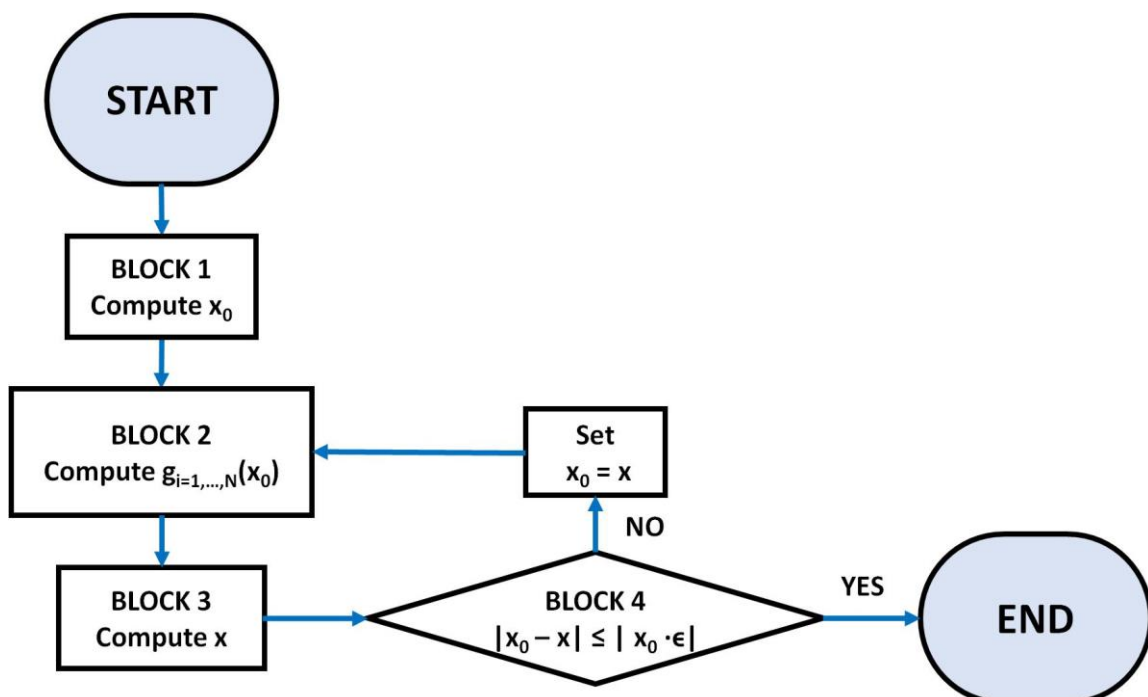 START
BLOCK 1
Compute x₀
BLOCK 2
Compute gᵢ₌₁,…,N(x₀)
Set
x₀ = x
NO
BLOCK 3
Compute x
BLOCK 4
|x₀ – x| ≤ | x₀ ·ϵ|
YES
END